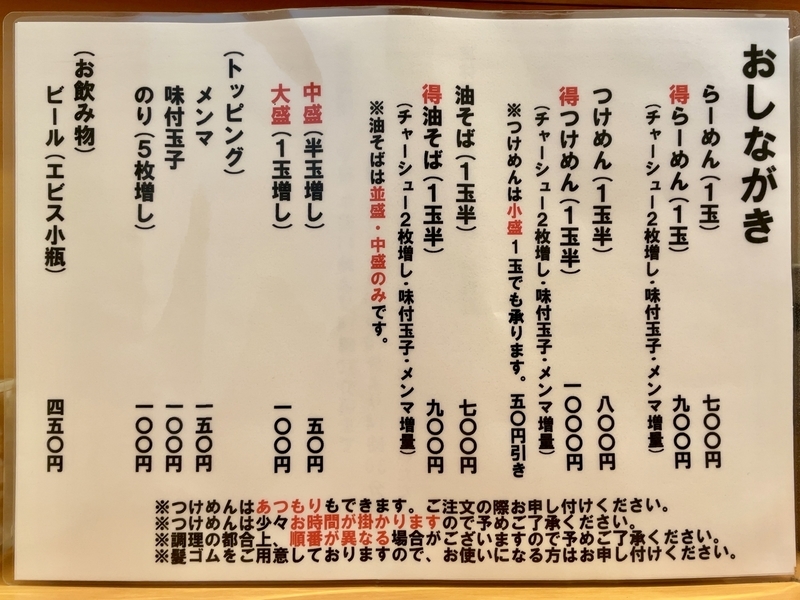 おしながき
らーめん(1玉) 七〇〇円
得らーめん(1玉) 九〇〇円
(チャーシュー2枚増し・味付玉子・メンマ増量)
つけめん(1玉半) 八〇〇円
得つけめん(1玉半) 一〇〇〇円
(チャーシュー2枚増し・味付玉子・メンマ増量)
※つけめんは小盛1玉でも承ります。五〇円引き
油そば(1玉半) 七〇〇円
得油そば(1玉半) 九〇〇円
(チャーシュー2枚増し・味付玉子・メンマ増量)
※油そばは並盛・中盛のみです。
中盛(半玉増し) 五〇円
大盛(1玉増し) 一〇〇円
(トッピング)
メンマ 一五〇円
味付玉子 一〇〇円
のり(5枚増し) 一〇〇円
(お飲み物)
ビール(エビス小瓶) 四五〇円
※つけめんはあつもりもできます。ご注文の際お申し付けください。
※つけめんは少々お時間が掛かりますので予めご了承ください。
※調理の都合上、順番が異なる場合がございますので予めご了承ください。
※髪ゴムをご用意しておりますので、お使いになる方はお申し付けください。